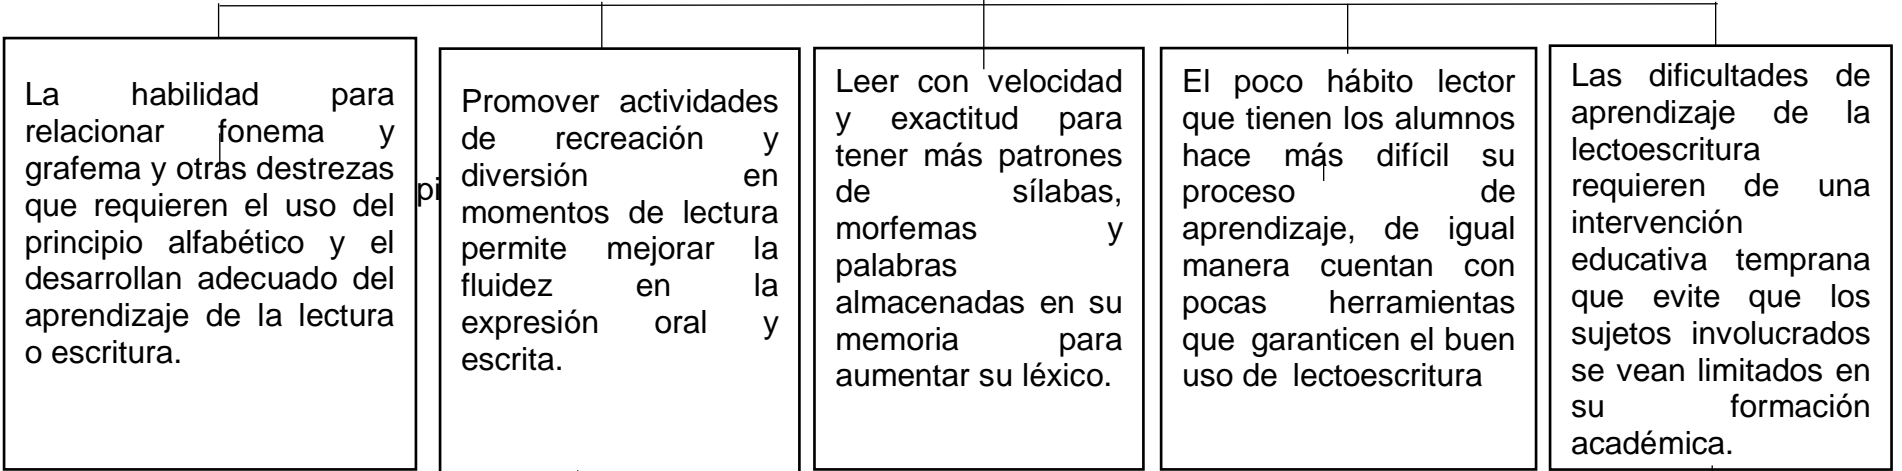 La habilidad para
relacionar fonema y
grafema y otras destrezas
que requieren el uso del
principio alfabético y el
desarrollan adecuado del
aprendizaje de la lectura
o escritura.
pi
Promover actividades
de recreación y
diversión en
momentos de lectura
permite mejorar la
fluidez en la
expresión oral y
escrita.
Leer con velocidad
y exactitud para
tener más patrones
de sílabas,
morfemas y
palabras
almacenadas en su
memoria para
aumentar su léxico.
El poco hábito lector
que tienen los alumnos
hace más difícil su
proceso de
aprendizaje, de igual
manera cuentan con
pocas herramientas
que garanticen el buen
uso de lectoescritura
Las dificultades de
aprendizaje de la
lectoescritura
requieren de una
intervención
educativa temprana
que evite que los
sujetos involucrados
se vean limitados en
su formación
académica.